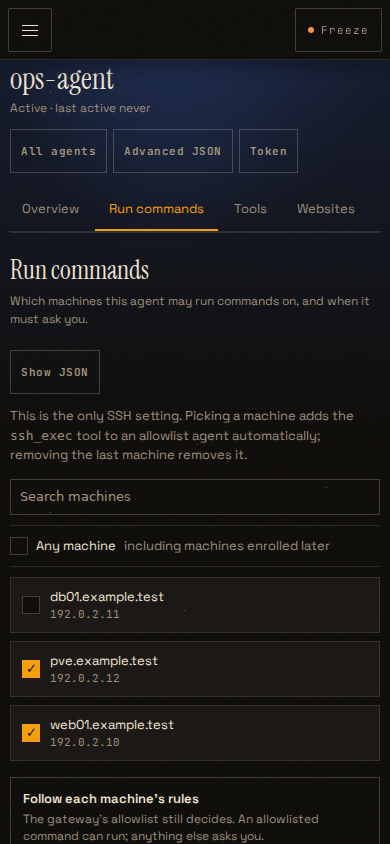 Freeze
ops-agent
Active · last active never
All agents
Advanced JSON
Token
Overview
Run commands
Tools
Websites
Run commands
Which machines this agent may run commands on, and when it
must ask you.
Show JSON
This is the only SSH setting. Picking a machine adds the
ssh_exec tool to an allowlist agent automatically;
removing the last machine removes it.
Search machines
Any machine including machines enrolled later
db01.example.test
192.0.2.11
pve.example.test
192.0.2.12
web01.example.test
192.0.2.10
Follow each machine's rules
The gateway's allowlist still decides. An allowlisted
command can run; anything else asks you.